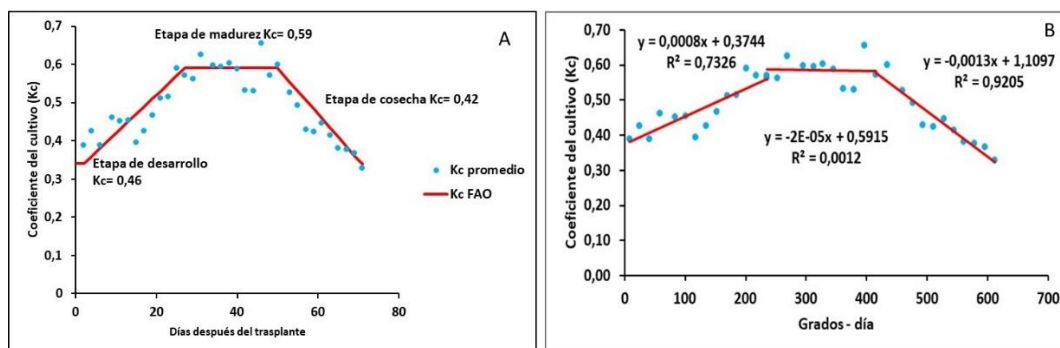 A
0,7
0,6
0,5
0,4
0,3
0,2
0,1
0
Coeficiente del cultivo (Kc)
Etapa de madurez Kc= 0,59
Etapa de cosecha Kc= 0,42
Etapa de desarrollo
Kc= 0,46
Kc promedio
Kc FAO
0 20 40 60 80
Días después del trasplante
B
0,70
0,60
0,50
0,40
0,30
0,20
0,10
0,00
Coeficiente del cultivo (Kc)
y = 0,0008x + 0,3744
R² = 0,7326
y = -0,0013x + 1,1097
R² = 0,9205
y = -2E-05x + 0,5915
R² = 0,0012
0 100 200 300 400 500 600 700
Grados - día